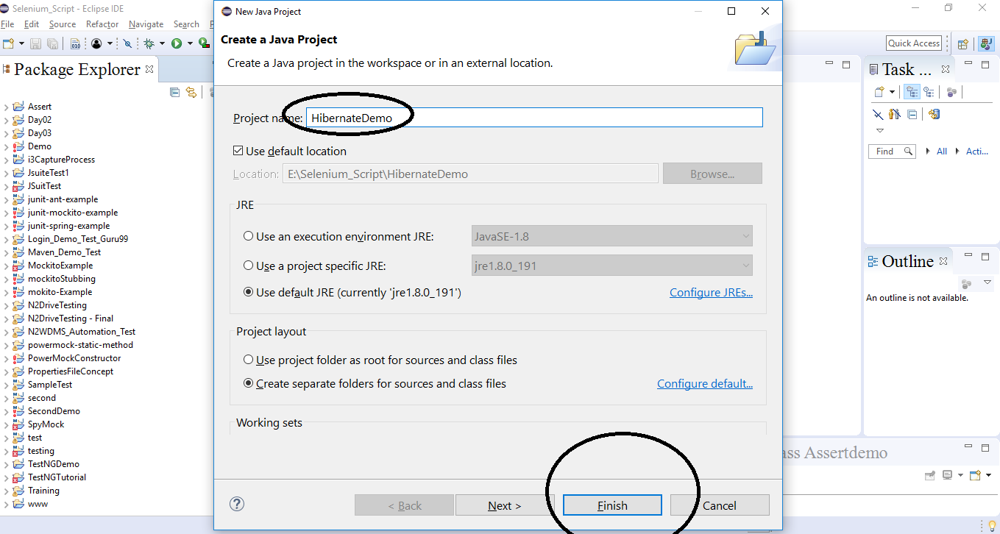 Selenium_Script - Eclipse IDE
File Edit Source Refactor Navigate Search
Quick Access
Package Explorer
Assert
Day02
Day03
Demo
i3CaptureProcess
JsuiteTest1
JSuitTest
junit-ant-example
junit-mockito-example
junit-spring-example
Login_Demo_Test_Guru99
Maven_Demo_Test
MockitoExample
mockitoStubbing
mokito-Example
N2DriveTesting
N2DriveTesting - Final
N2WDMS_Automation_Test
powermock-static-method
PowerMockConstructor
PropertiesFileConcept
SampleTest
second
SecondDemo
SpyMock
test
testing
TestNGDemo
TestNGTutorial
Training
www
New Java Project
Create a Java Project
Create a Java project in the workspace or in an external location.
Project name: HibernateDemo
Use default location
Location: E:\Selenium_Script\HibernateDemo Browse...
JRE
Use an execution environment JRE: JavaSE-1.8
Use a project specific JRE: jre1.8.0_191
Use default JRE (currently 'jre1.8.0_191') Configure JREs...
Project layout
Use project folder as root for sources and class files
Create separate folders for sources and class files Configure default...
Working sets
? < Back Next > Finish Cancel
Task ...
Find All Acti...
Outline
An outline is not available.
ass Assertdemo